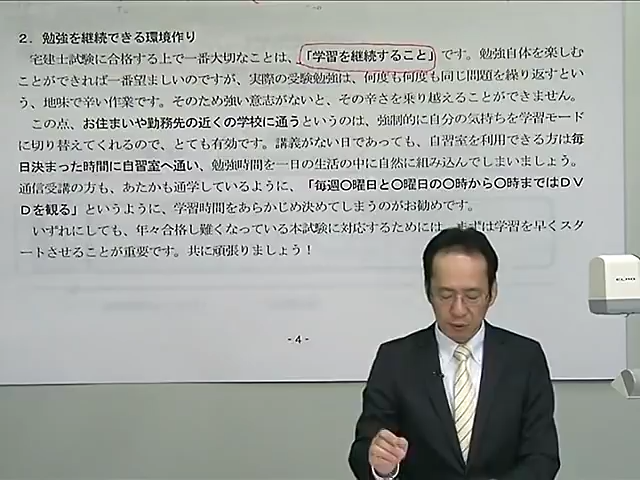 2．勉強を継続できる環境作り
宅建士試験に合格する上で一番大切なことは、「学習を継続すること」です。勉強自体を楽しむ
ことができれば一番望ましいのですが、実際の受験勉強は、何度も何度も同じ問題を繰り返すとい
う、地味で辛い作業です。そのため強い意志がないと、その辛さを乗り越えることができません。
この点、お住まいや勤務先の近くの学校に通うというのは、強制的に自分の気持ちを学習モード
に切り替えてくれるので、とても有効です。講義がない日であっても、自習室を利用できる方は毎
日決まった時間に自習室へ通い、勉強時間を一日の生活の中に自然に組み込んでしまいましょう。
通信受講の方も、あたかも通学しているように、「毎週〇曜日と〇曜日の〇時から〇時まではＤＶ
Ｄを観る」というように、学習時間をあらかじめ決めてしまうのがお勧めです。
いずれにしても、年々合格し難くなっている本試験に対応するためには、まずは学習を早くスタ
ートさせることが重要です。共に頑張りましょう！
- 4 -
ELMO